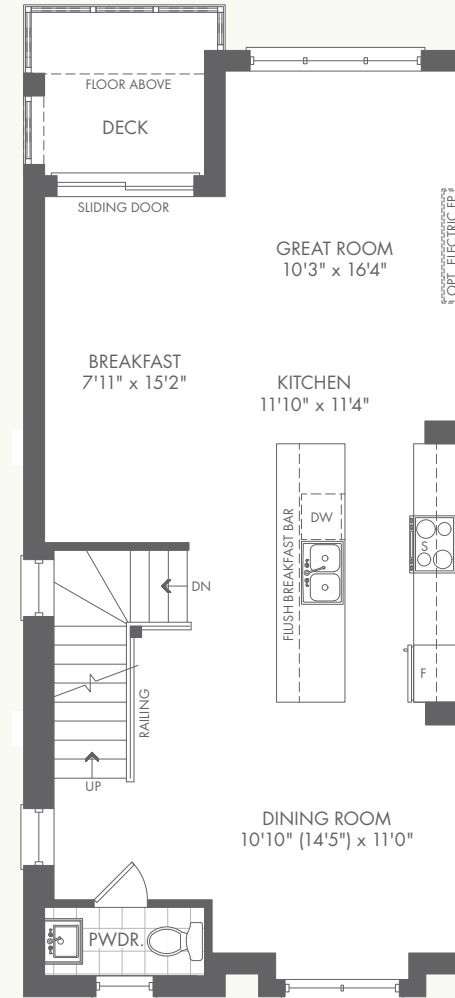 FLOOR ABOVE
DECK
SLIDING DOOR
GREAT ROOM
10'3" x 16'4"
OPT. ELECTRIC FP
BREAKFAST
7'11" x 15'2"
KITCHEN
11'10" x 11'4"
FLUSH BREAKFAST BAR
DW
S
F
DN
RAILING
UP
DINING ROOM
10'10" (14'5") x 11'0"
PWDR.